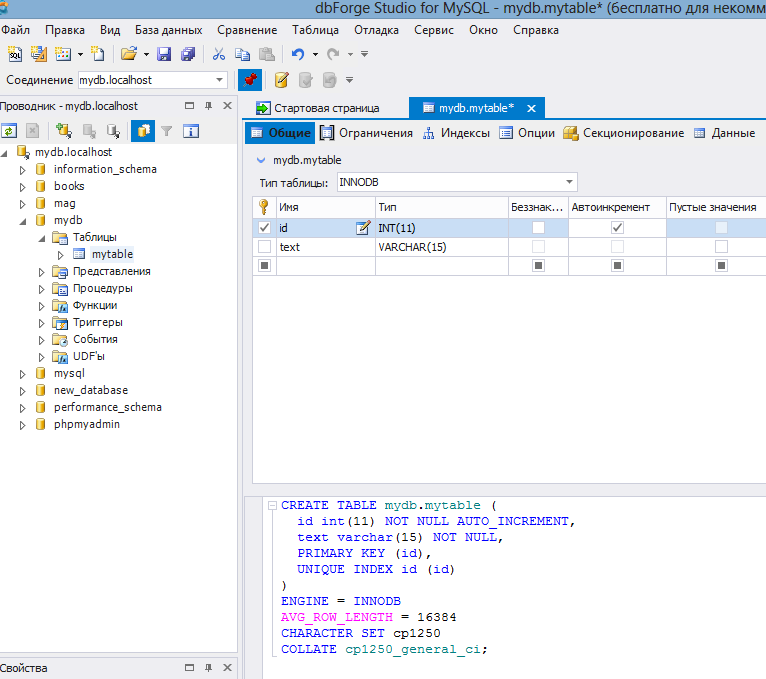 dbForge Studio for MySQL - mydb.mytable* (бесплатно для некомм
Файл Правка Вид База данных Сравнение Таблица Отладка Сервис Окно Справка
Соединение mydb.localhost
Проводник - mydb.localhost
Стартовая страница mydb.mytable*
Общие Ограничения Индексы Опции Секционирование Данные
mydb.localhost
information_schema
books
mag
mydb
Таблицы
mytable
Представления
Процедуры
Функции
Триггеры
События
UDF'ы
mysql
new_database
performance_schema
phpmyadmin
Свойства
mydb.mytable
Тип таблицы: INNODB
Имя Тип Беззнак... Автоинкремент Пустые значения
id INT(11)
text VARCHAR(15)
CREATE TABLE mydb.mytable (
id int(11) NOT NULL AUTO_INCREMENT,
text varchar(15) NOT NULL,
PRIMARY KEY (id),
UNIQUE INDEX id (id)
)
ENGINE = INNODB
AVG_ROW_LENGTH = 16384
CHARACTER SET cp1250
COLLATE cp1250_general_ci;